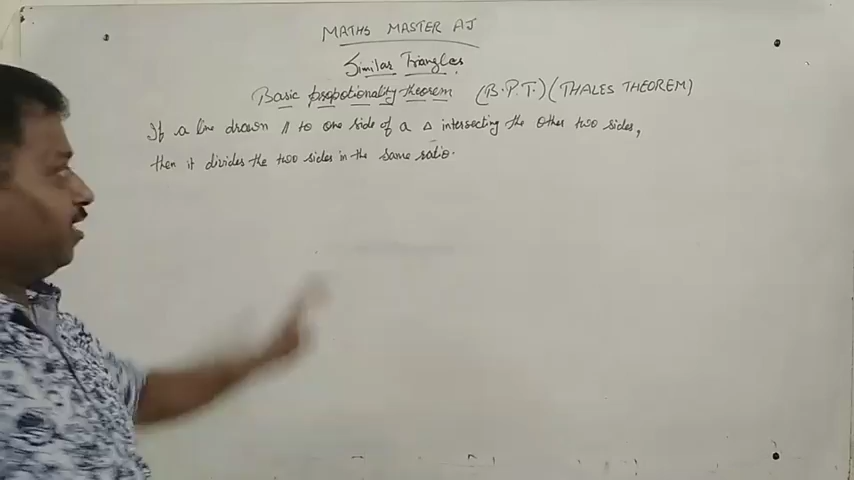 MATHS MASTER AJ
Similar Triangles
Basic propotionality theorem (B.P.T.) (THALES THEOREM)
If a line drawn // to one side of a △ intersecting the other two sides,
then it divides the two sides in the same ratio.